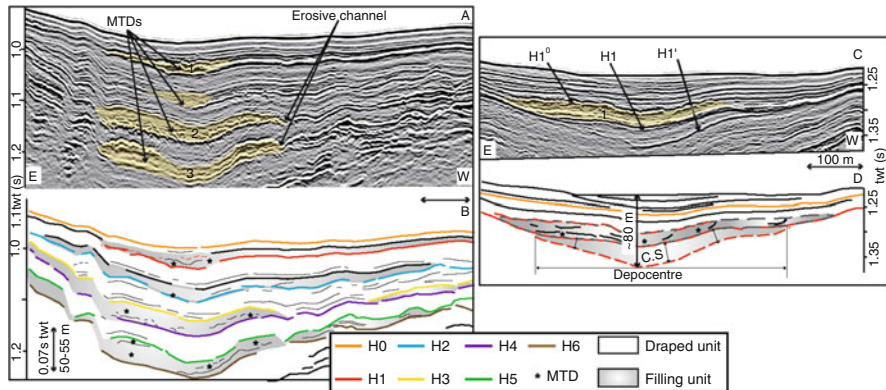 MTDs
Erosive channel
A
1.0
1
1.1
2
1.2
3
E
W
twt (s)
B
1.1
1.0
1.2
0.07s twt
50-55 m
H1⁰
H1
H1'
C
1
1.25
1.35
E
W
twt (s)
100 m
D
~80 m
C.S
Depocentre
1.25
1.35
H0
H2
H4
H6
Draped unit
H1
H3
H5
* MTD
Filling unit